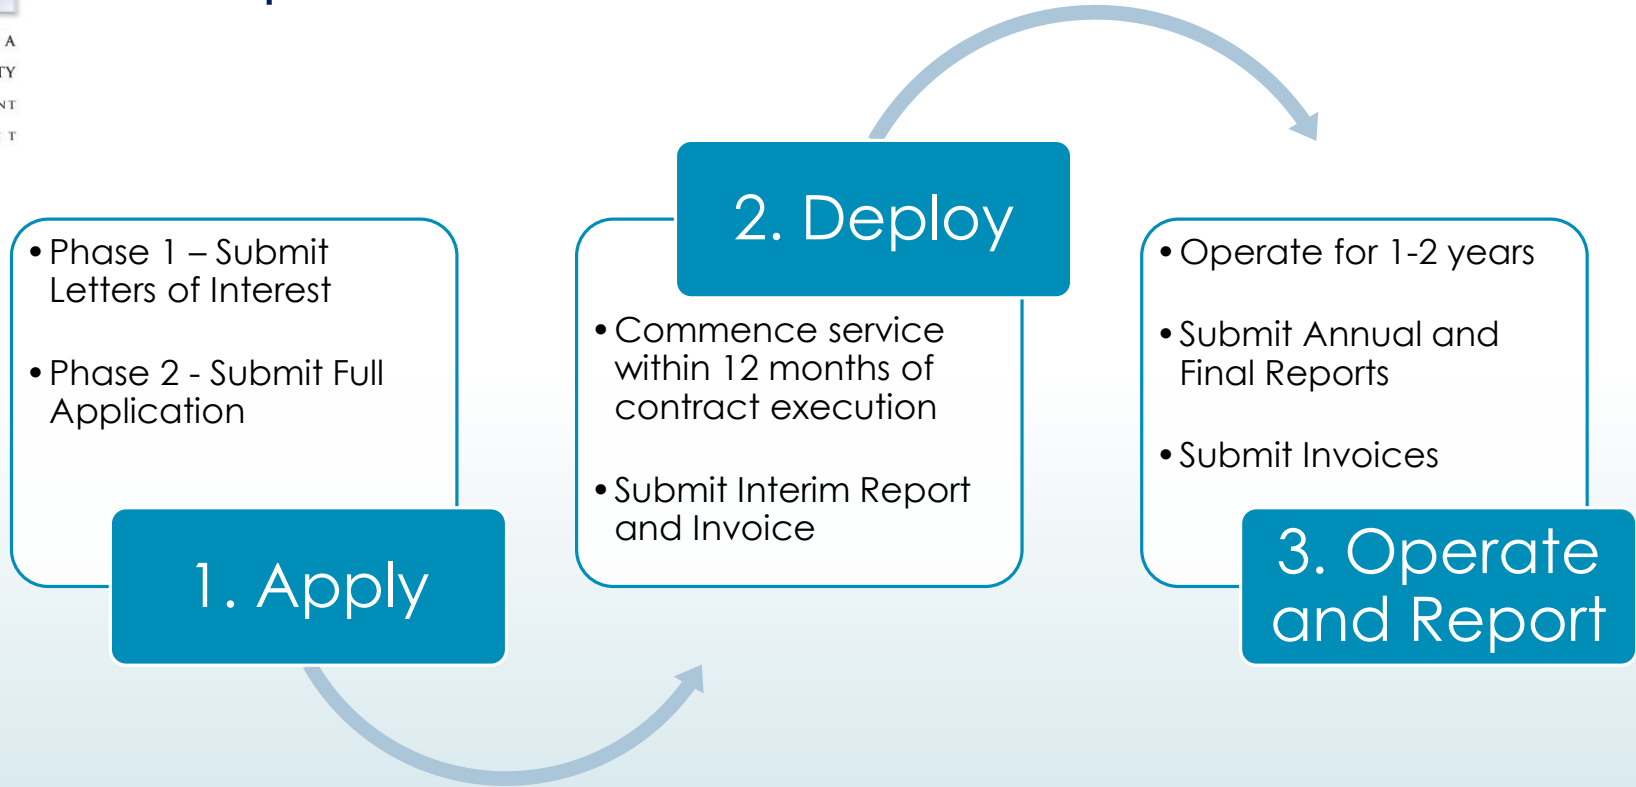 A
TY
NT
T
• Phase 1 – Submit
Letters of Interest
• Phase 2 - Submit Full
Application
1. Apply
2. Deploy
• Commence service
within 12 months of
contract execution
• Submit Interim Report
and Invoice
• Operate for 1-2 years
• Submit Annual and
Final Reports
• Submit Invoices
3. Operate
and Report